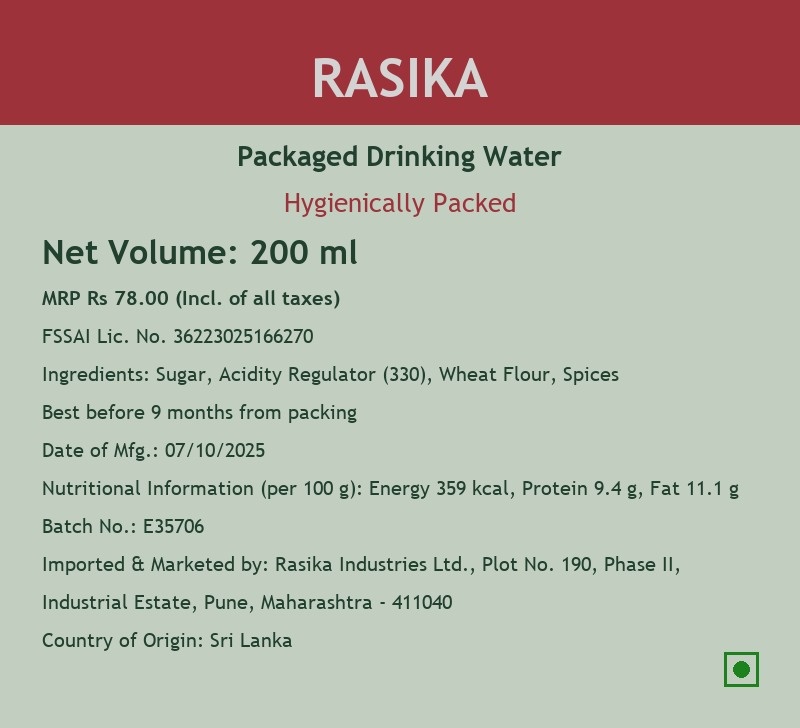 RASIKA
Packaged Drinking Water
Hygienically Packed
Net Volume: 200 ml
MRP Rs 78.00 (Incl. of all taxes)
FSSAI Lic. No. 36223025166270
Ingredients: Sugar, Acidity Regulator (330), Wheat Flour, Spices
Best before 9 months from packing
Date of Mfg.: 07/10/2025
Nutritional Information (per 100 g): Energy 359 kcal, Protein 9.4 g, Fat 11.1 g
Batch No.: E35706
Imported & Marketed by: Rasika Industries Ltd., Plot No. 190, Phase II,
Industrial Estate, Pune, Maharashtra - 411040
Country of Origin: Sri Lanka